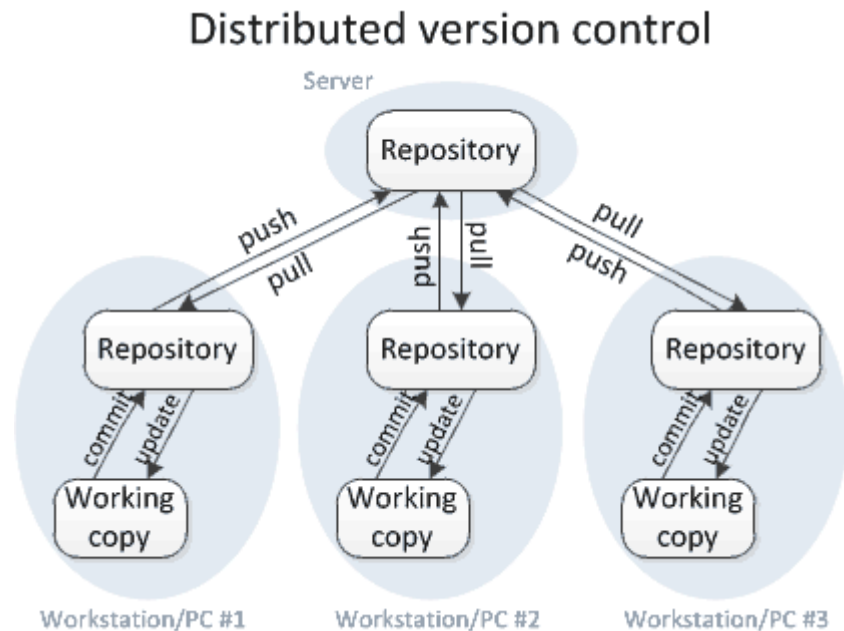 Distributed version control
Server
Repository
push
pull
push
pull
pull
push
Repository
Repository
Repository
commit
update
commit
update
commit
update
Working
copy
Working
copy
Working
copy
Workstation/PC #1
Workstation/PC #2
Workstation/PC #3